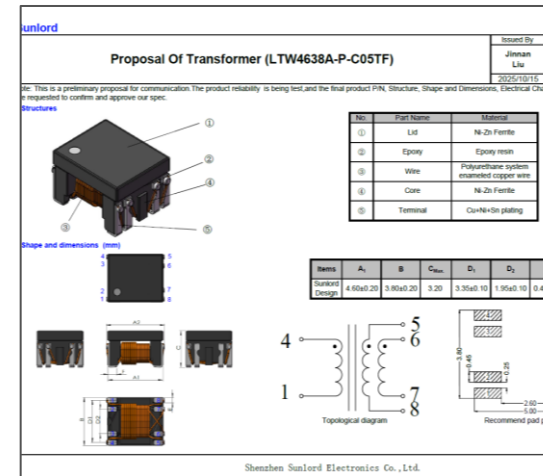 unlord
Issued By
Proposal Of Transformer (LTW4638A-P-C05TF)
Jinnan
Liu
2025/10/15
te: This is a preliminary proposal for communication.The product reliability is being test,and the final product P/N, Structure, Shape and Dimensions, Electrical Cha
e requested to confirm and approve our spec.
Structures
No. Part Name Material
① Lid Ni-Zn Ferrite
② Epoxy Epoxy resin
③ Wire Polyurethane system enameled copper wire
④ Core Ni-Zn Ferrite
⑤ Terminal Cu+Ni+Sn plating
①
②
④
③
⑤
Shape and dimensions (mm)
4 5
3 6
2 7
1 8
Items A₁ B C Max. D₁ D₂
Sunlord Design 4.60±0.20 3.80±0.20 3.20 3.35±0.10 1.95±0.10 0.4
4 5
6
1 7
8
Topological diagram
3.80
0.45
0.25
2.60
5.00
Recommend pad p
Shenzhen Sunlord Electronics Co.,Ltd.